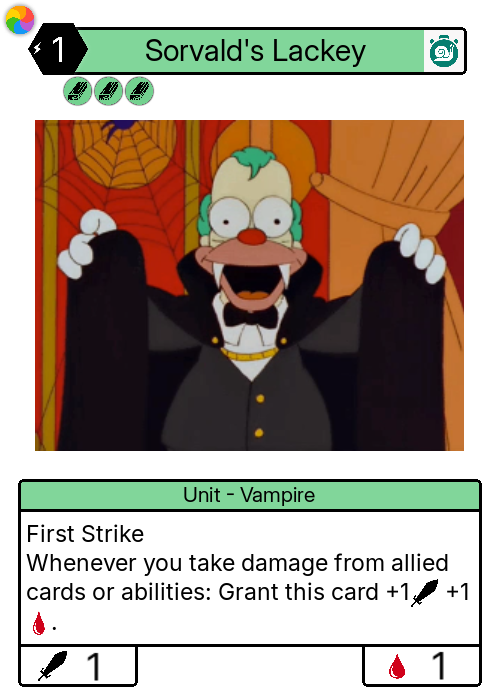 1
Sorvald's Lackey
Unit - Vampire
First Strike
Whenever you take damage from allied
cards or abilities: Grant this card +1 +1
.
1
1